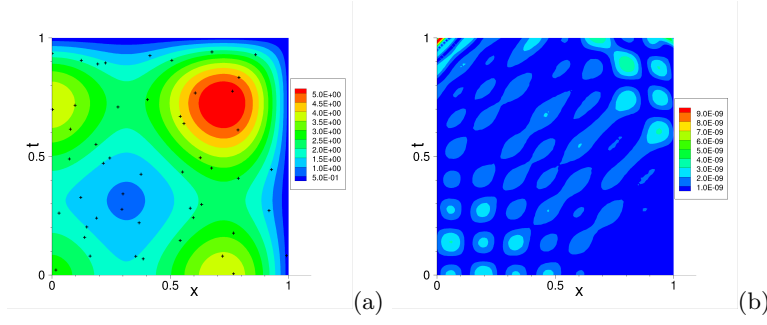 1
t
0.5
0
0
0.5
x
1
5.0E+00
4.5E+00
4.0E+00
3.5E+00
3.0E+00
2.5E+00
2.0E+00
1.5E+00
1.0E+00
5.0E-01
(a)
1
t
0.5
0
0
0.5
x
1
9.0E-09
8.0E-09
7.0E-09
6.0E-09
5.0E-09
4.0E-09
3.0E-09
2.0E-09
1.0E-09
(b)